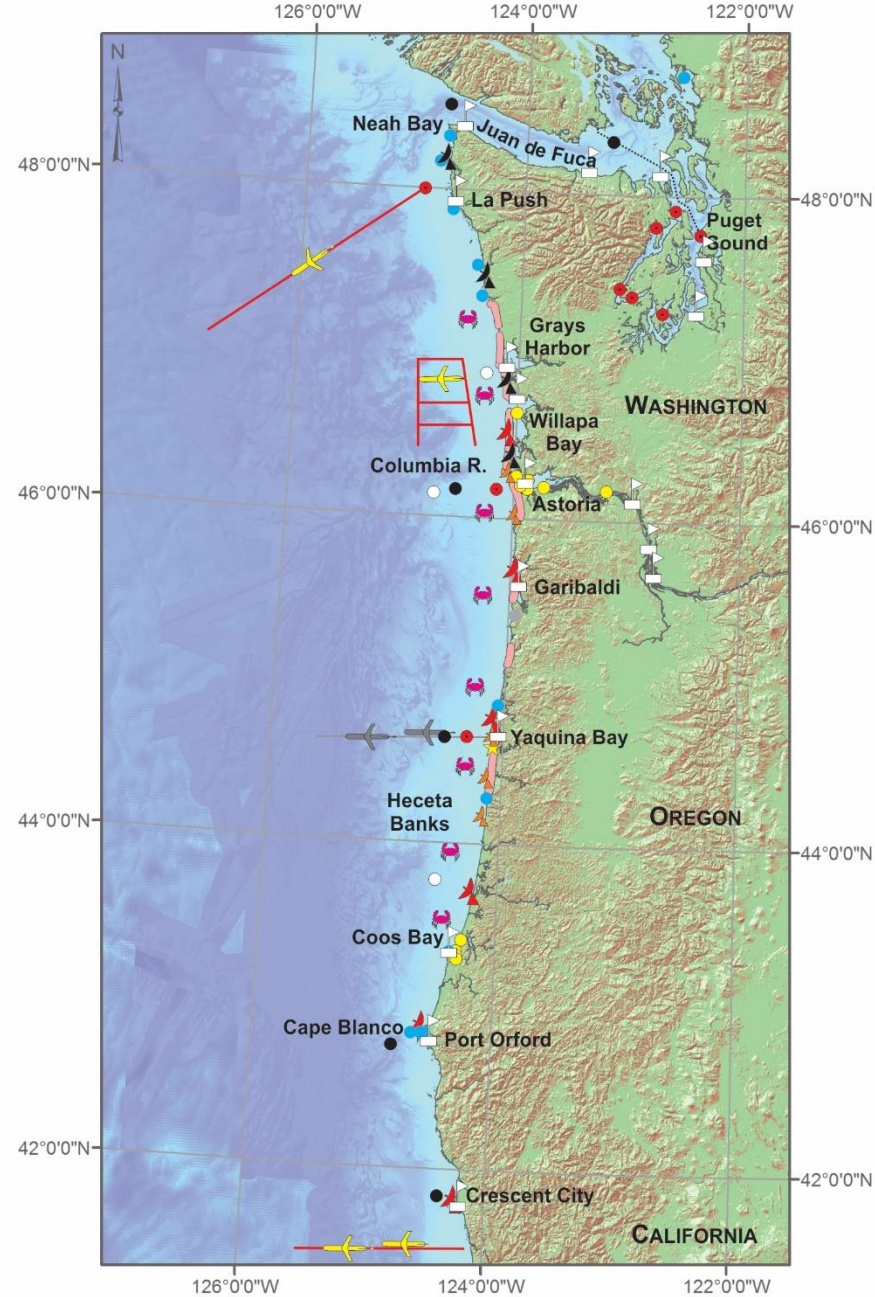 126°0'0"W
124°0'0"W
122°0'0"W
N
Neah Bay
Juan de Fuca
48°0'0"N
La Push
48°0'0"N
Puget
Sound
Grays
Harbor
WASHINGTON
Willapa
Bay
Columbia R.
46°0'0"N
Astoria
46°0'0"N
Garibaldi
Yaquina Bay
Heceta
Banks
OREGON
44°0'0"N
44°0'0"N
Coos Bay
Cape Blanco
Port Orford
42°0'0"N
42°0'0"N
Crescent City
CALIFORNIA
126°0'0"W
124°0'0"W
122°0'0"W